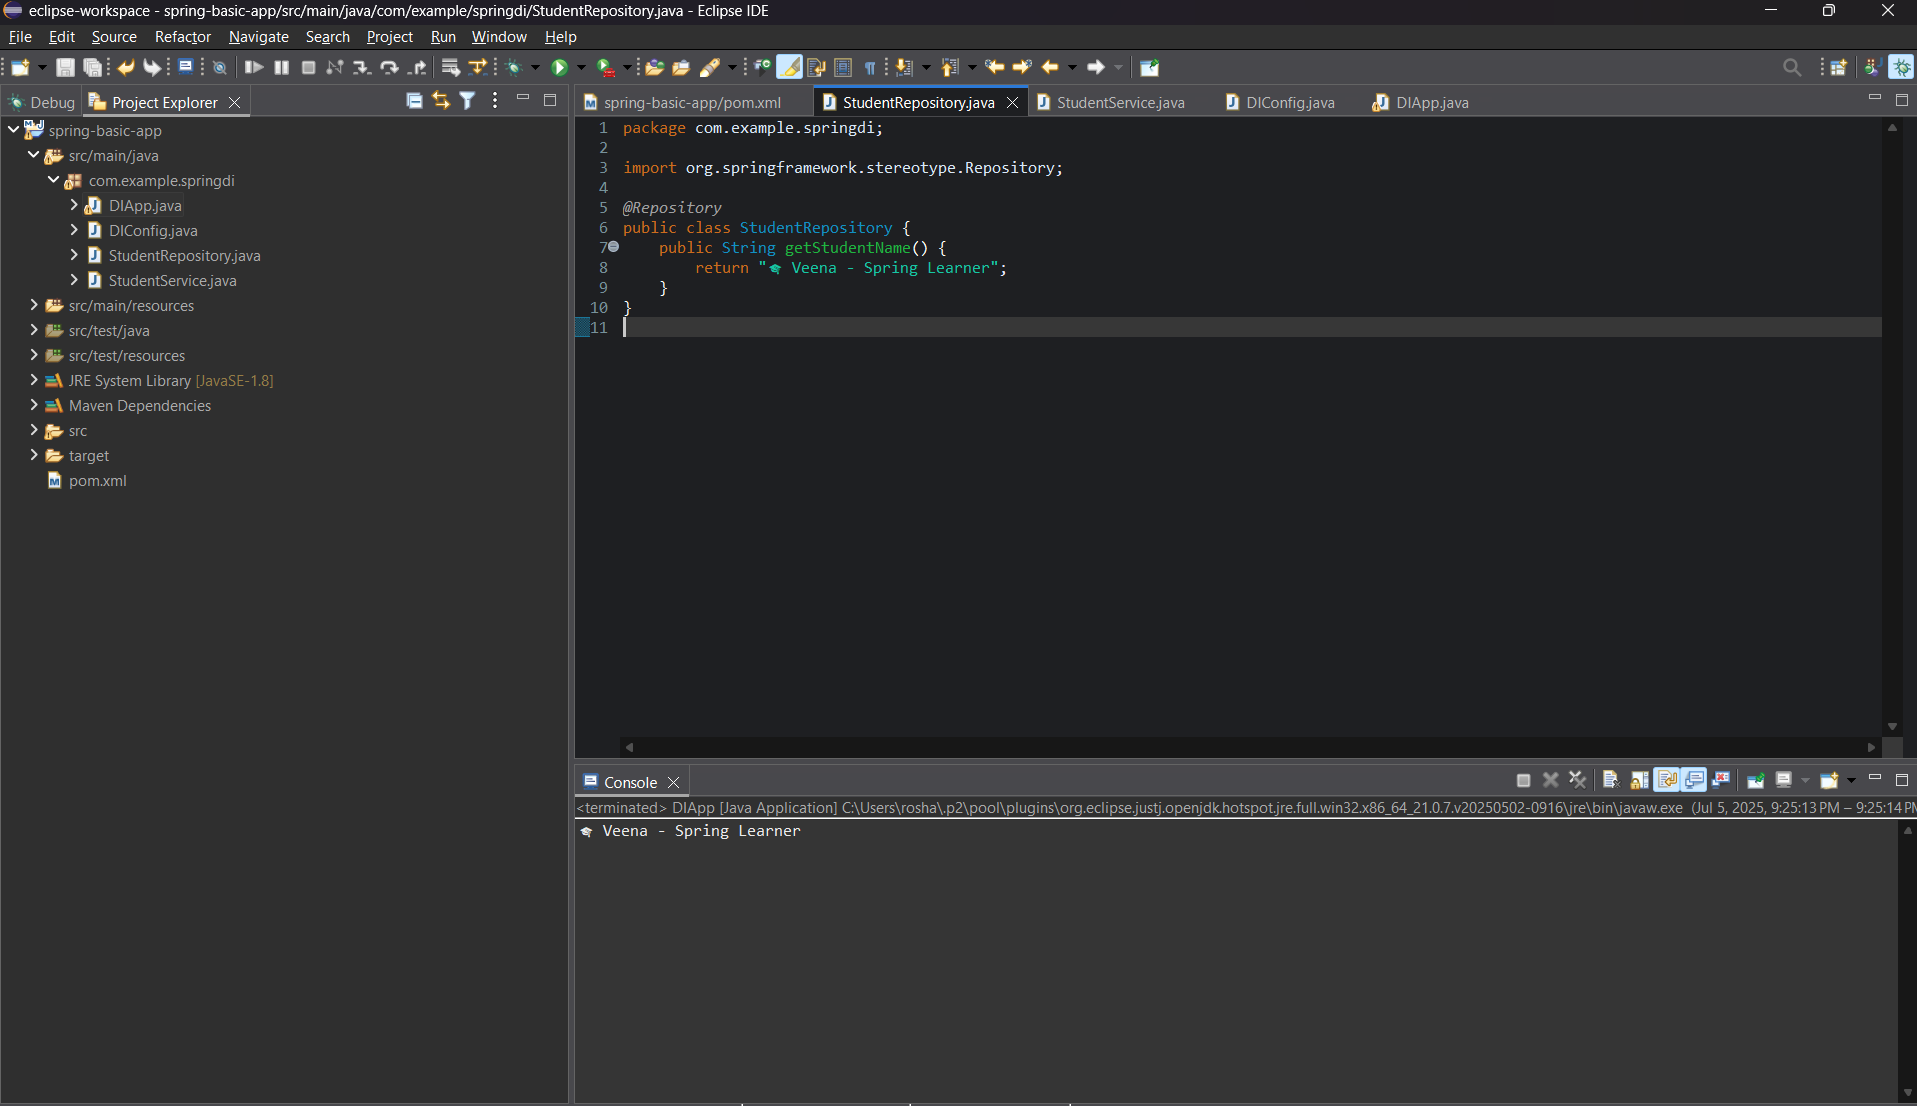 eclipse-workspace - spring-basic-app/src/main/java/com/example/springdi/StudentRepository.java - Eclipse IDE
File Edit Source Refactor Navigate Search Project Run Window Help
Debug Project Explorer
spring-basic-app/pom.xml StudentRepository.java StudentService.java DIConfig.java DIApp.java
spring-basic-app
src/main/java
com.example.springdi
DIApp.java
DIConfig.java
StudentRepository.java
StudentService.java
src/main/resources
src/test/java
src/test/resources
JRE System Library [JavaSE-1.8]
Maven Dependencies
src
target
pom.xml
1 package com.example.springdi;
2
3 import org.springframework.stereotype.Repository;
4
5 @Repository
6 public class StudentRepository {
7     public String getStudentName() {
8         return "🎓 Veena - Spring Learner";
9     }
10 }
11
Console
<terminated> DIApp [Java Application] C:\Users\rosha\.p2\pool\plugins\org.eclipse.justj.openjdk.hotspot.jre.full.win32.x86_64_21.0.7.v20250502-0916\jre\bin\javaw.exe (Jul 5, 2025, 9:25:13 PM – 9:25:14 PM
🎓 Veena - Spring Learner